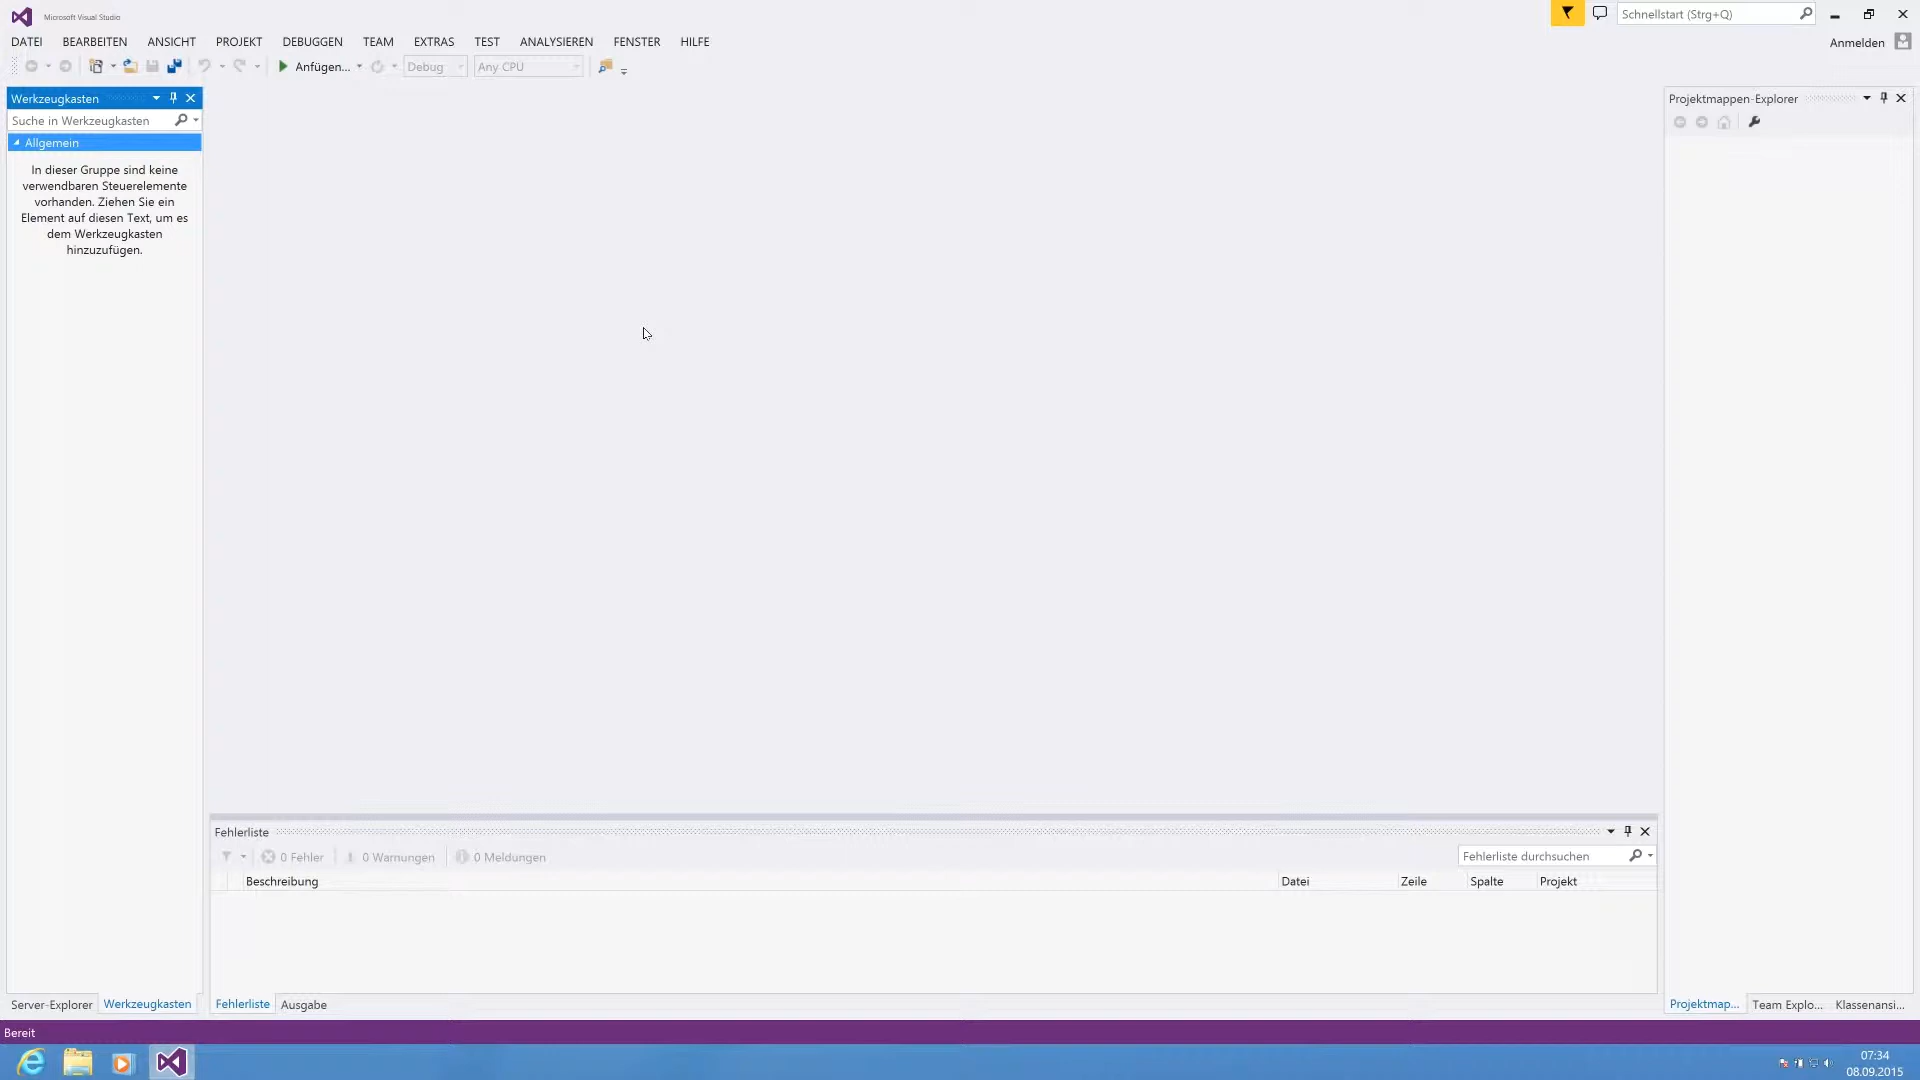 Microsoft Visual Studio
Schnellstart (Strg+Q)
DATEI BEARBEITEN ANSICHT PROJEKT DEBUGGEN TEAM EXTRAS TEST ANALYSIEREN FENSTER HILFE
Anmelden
Anfügen... Debug Any CPU
Werkzeugkasten
Suche in Werkzeugkasten
Allgemein
In dieser Gruppe sind keine
verwendbaren Steuerelemente
vorhanden. Ziehen Sie ein
Element auf diesen Text, um es
dem Werkzeugkasten
hinzuzufügen.
Projektmappen-Explorer
Fehlerliste
0 Fehler 0 Warnungen 0 Meldungen
Fehlerliste durchsuchen
Beschreibung Datei Zeile Spalte Projekt
Server-Explorer Werkzeugkasten
Fehlerliste Ausgabe
Projektmap... Team Explo... Klassenansi...
Bereit
07:34
08.09.2015